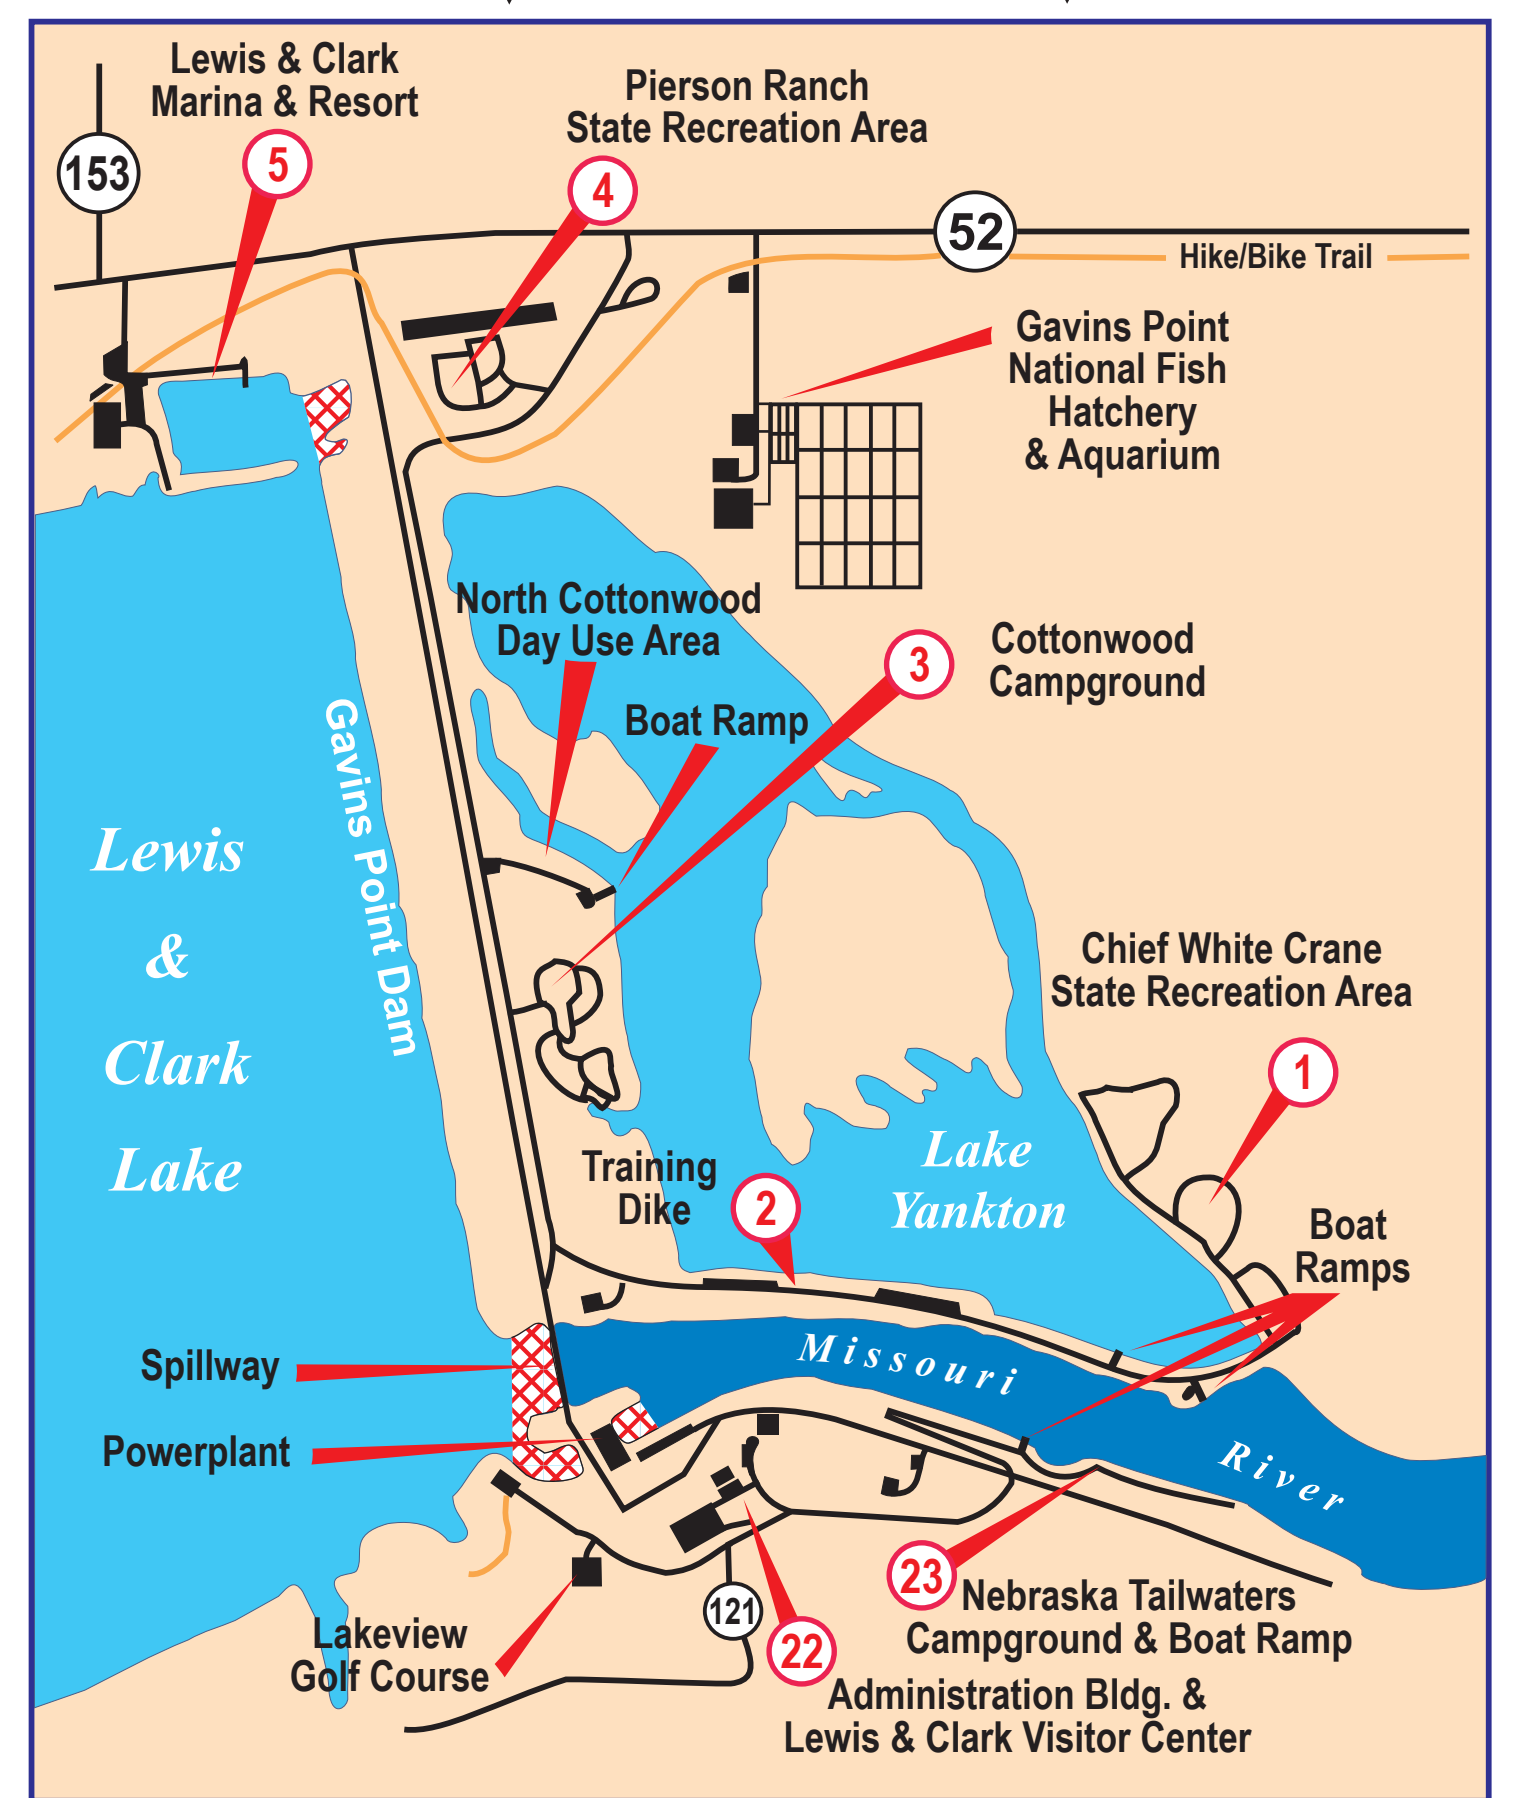 Lewis & Clark
Marina & Resort
5
153
Pierson Ranch
State Recreation Area
4
52
Hike/Bike Trail
Gavins Point
National Fish
Hatchery
& Aquarium
North Cottonwood
Day Use Area
3
Cottonwood
Campground
Boat Ramp
Gavins Point Dam
Lewis
&
Clark
Lake
Chief White Crane
State Recreation Area
1
Lake
Yankton
Training
Dike
2
Boat
Ramps
Spillway
Missouri
River
Powerplant
23
Nebraska Tailwaters
Campground & Boat Ramp
121
22
Lakeview
Golf Course
Administration Bldg. &
Lewis & Clark Visitor Center